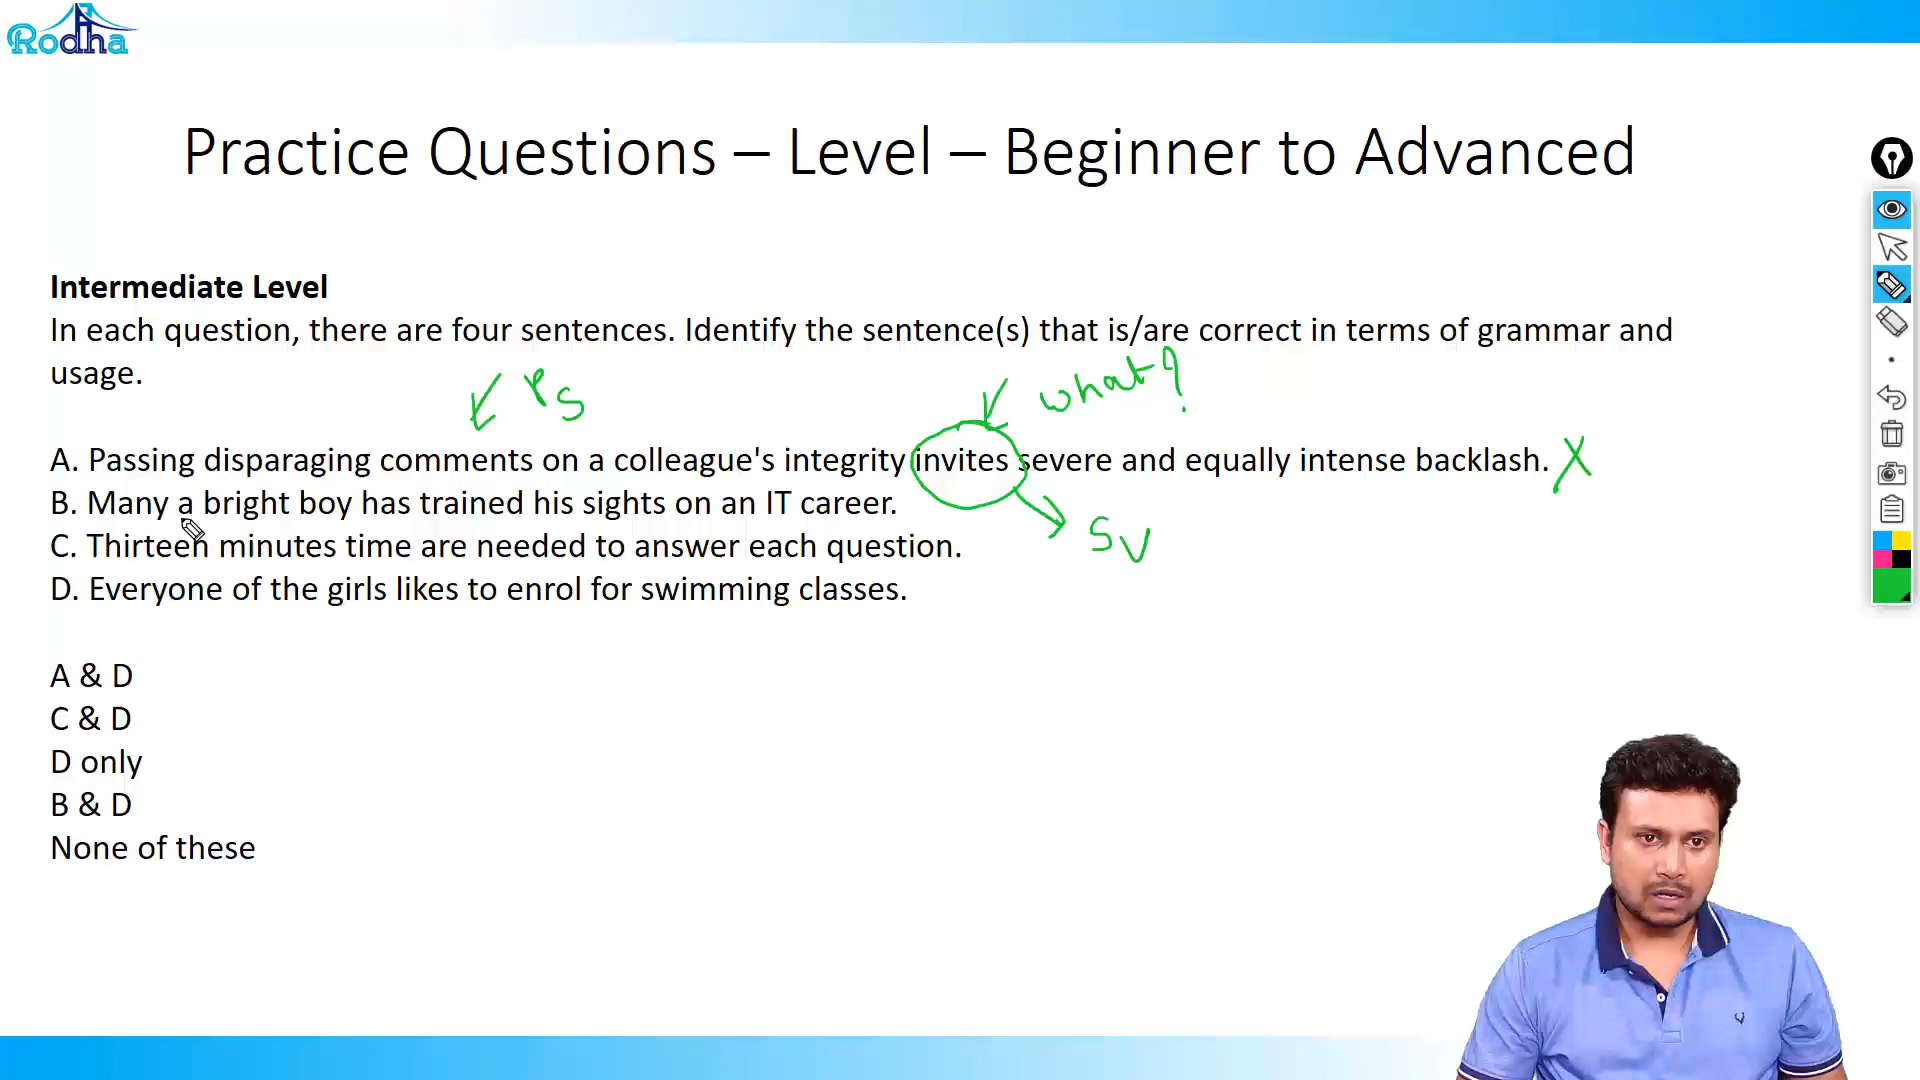 Rodha
Practice Questions – Level – Beginner to Advanced
Intermediate Level
In each question, there are four sentences. Identify the sentence(s) that is/are correct in terms of grammar and
usage.
PS
what?
A. Passing disparaging comments on a colleague's integrity invites severe and equally intense backlash. X
B. Many a bright boy has trained his sights on an IT career.
SV
C. Thirteen minutes time are needed to answer each question.
D. Everyone of the girls likes to enrol for swimming classes.
A & D
C & D
D only
B & D
None of these